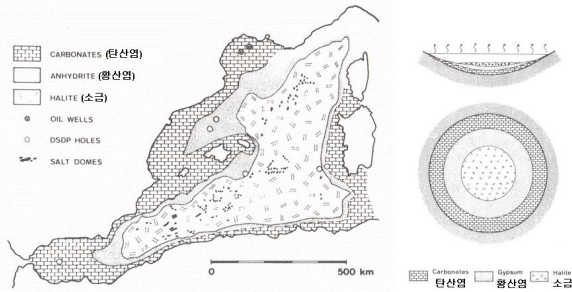 CARBONATES (탄산염)
ANHYDRITE (황산염)
HALITE (소금)
OIL WELLS
DSDP HOLES
SALT DOMES
0 500 km
Carbonates Gypsum Halite
탄산염 황산염 소금